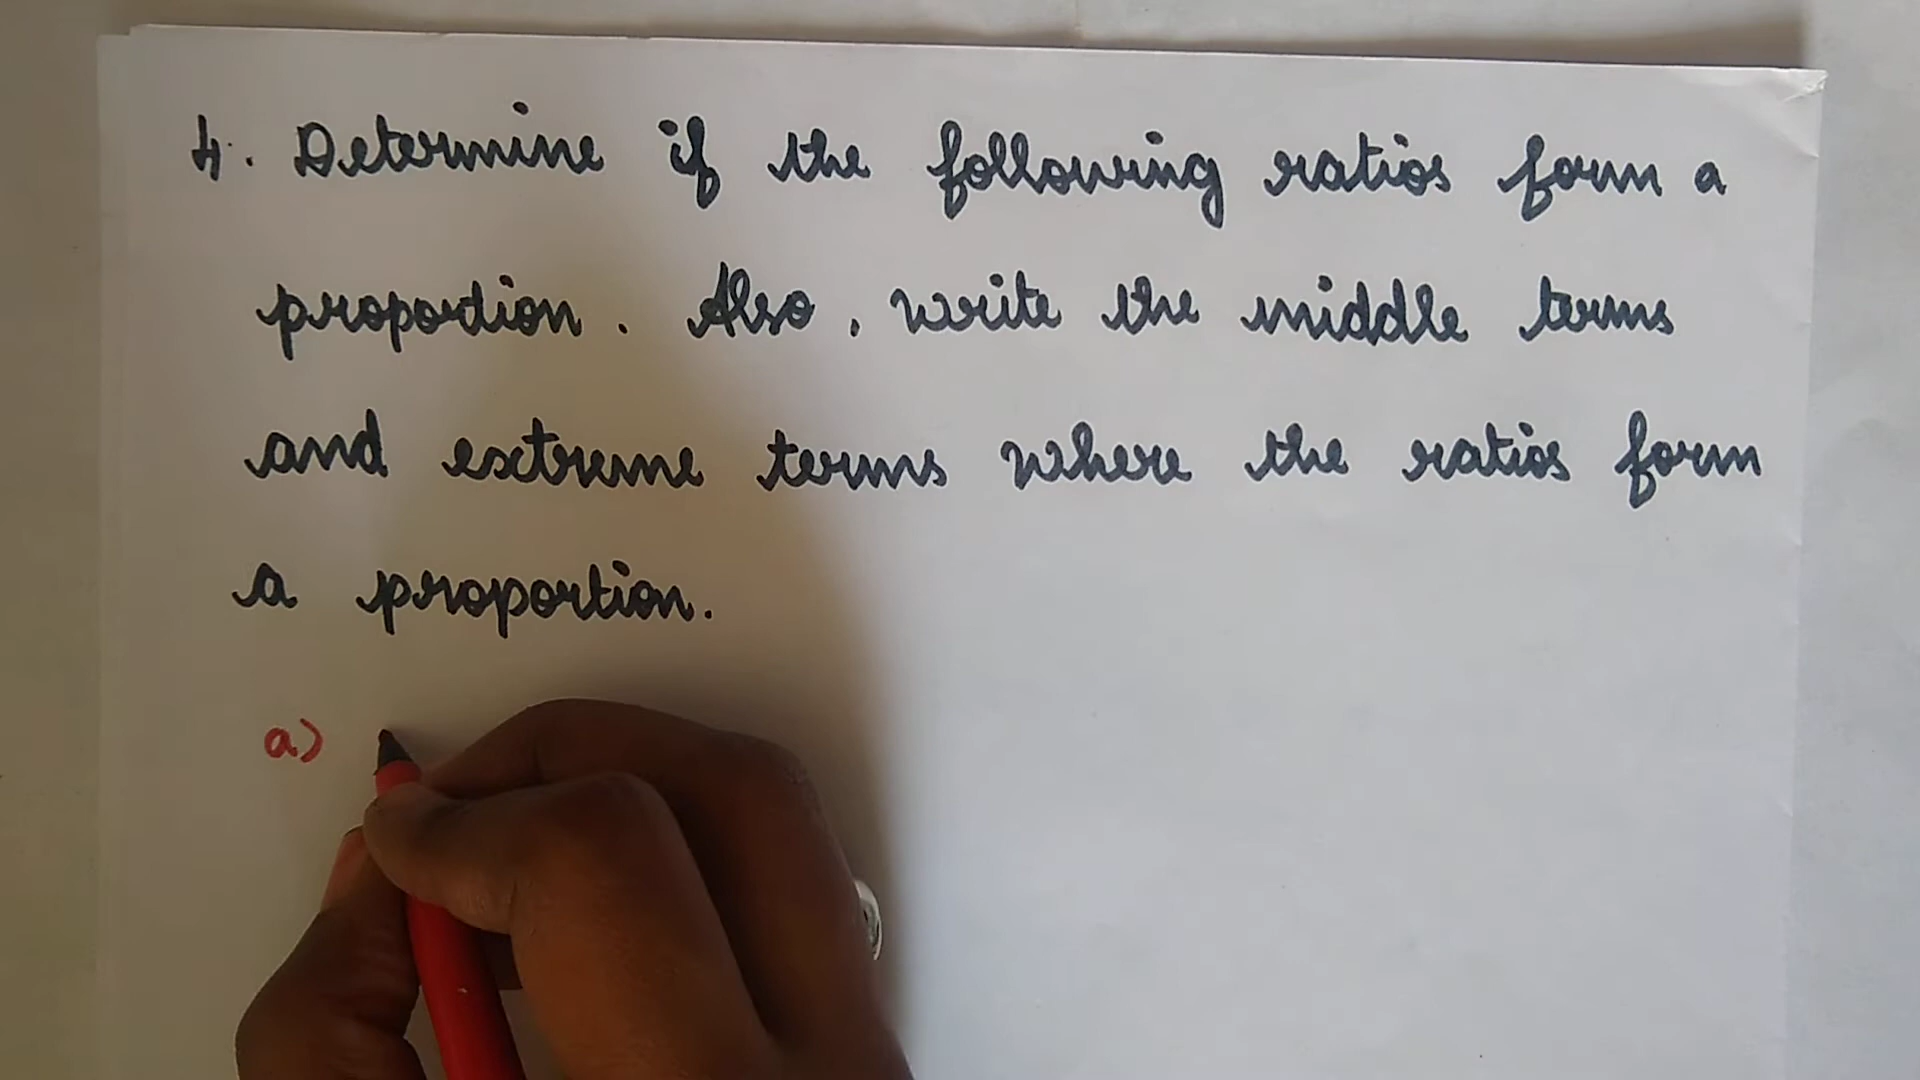 4. Determine if the following ratios form a
proportion. Also, write the middle terms
and extreme terms where the ratios form
a proportion.
a)